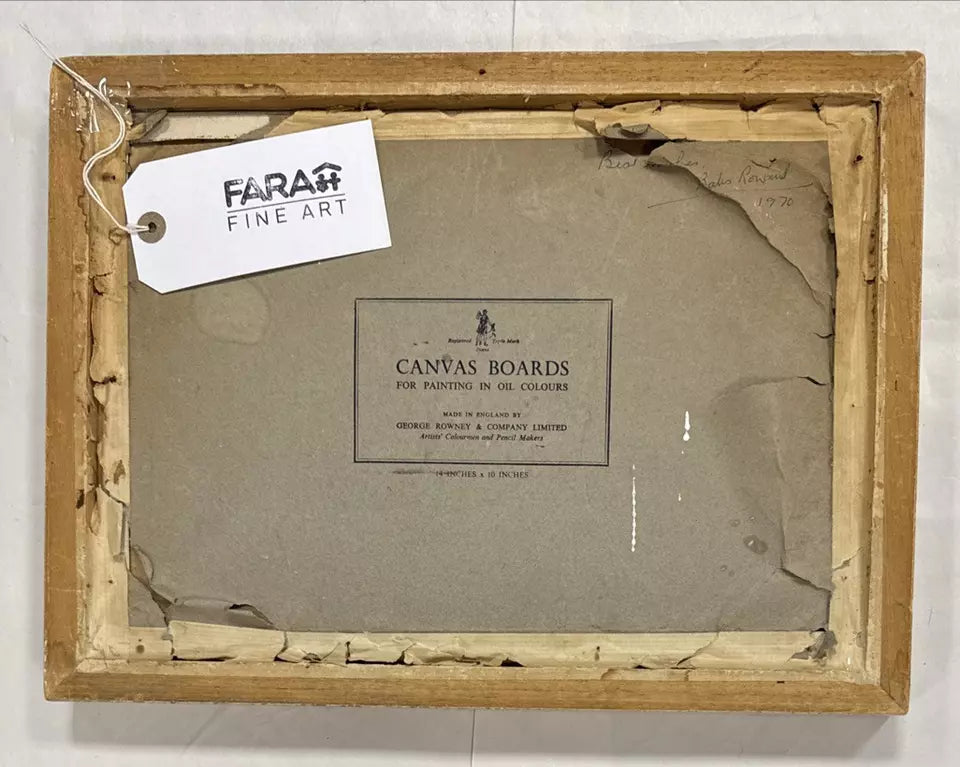 FARAH
FINE ART
Best
1970
Registered Trade Mark
CANVAS BOARDS
FOR PAINTING IN OIL COLOURS
MADE IN ENGLAND BY
GEORGE ROWNEY & COMPANY LIMITED
Artists' Colourmen and Pencil Makers
14 INCHES x 10 INCHES